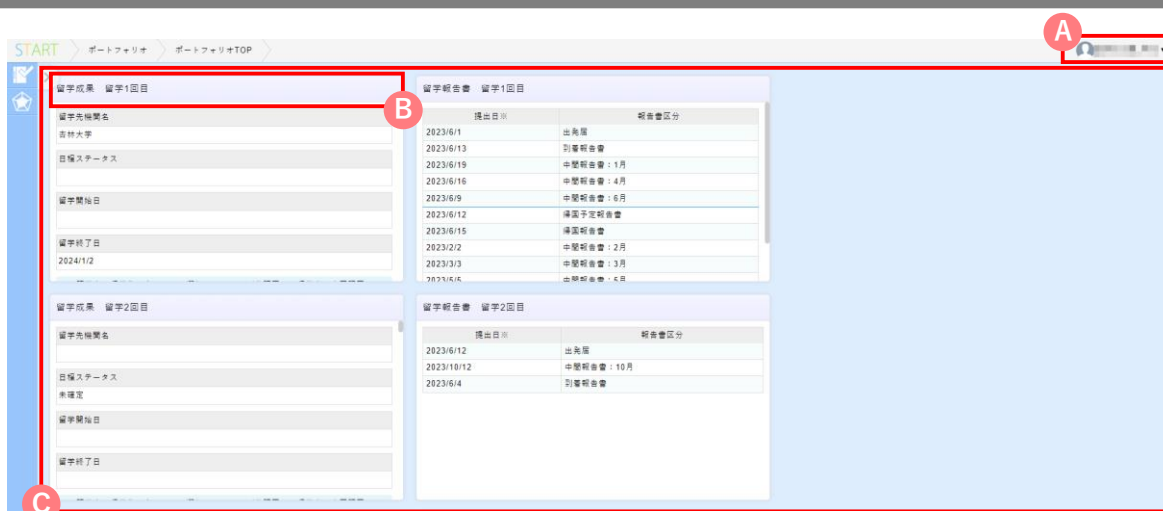 START ポートフォリオ ポートフォリオTOP
A
留学成果 留学1回目
B
留学先機関名
杏林大学
目標ステータス
留学開始日
留学終了日
2024/1/2
留学報告書 留学1回目
提出日※ 報告書区分
2023/6/1 出発届
2023/6/13 到着報告書
2023/6/19 中間報告書：1月
2023/6/16 中間報告書：4月
2023/6/9 中間報告書：6月
2023/6/12 帰国予定報告書
2023/6/15 帰国報告書
2023/2/2 中間報告書：2月
2023/3/3 中間報告書：3月
2023/5/5 中間報告書：5月
留学成果 留学2回目
留学先機関名
目標ステータス
未確定
留学開始日
留学終了日
C
留学報告書 留学2回目
提出日※ 報告書区分
2023/6/12 出発届
2023/10/12 中間報告書：10月
2023/6/4 到着報告書